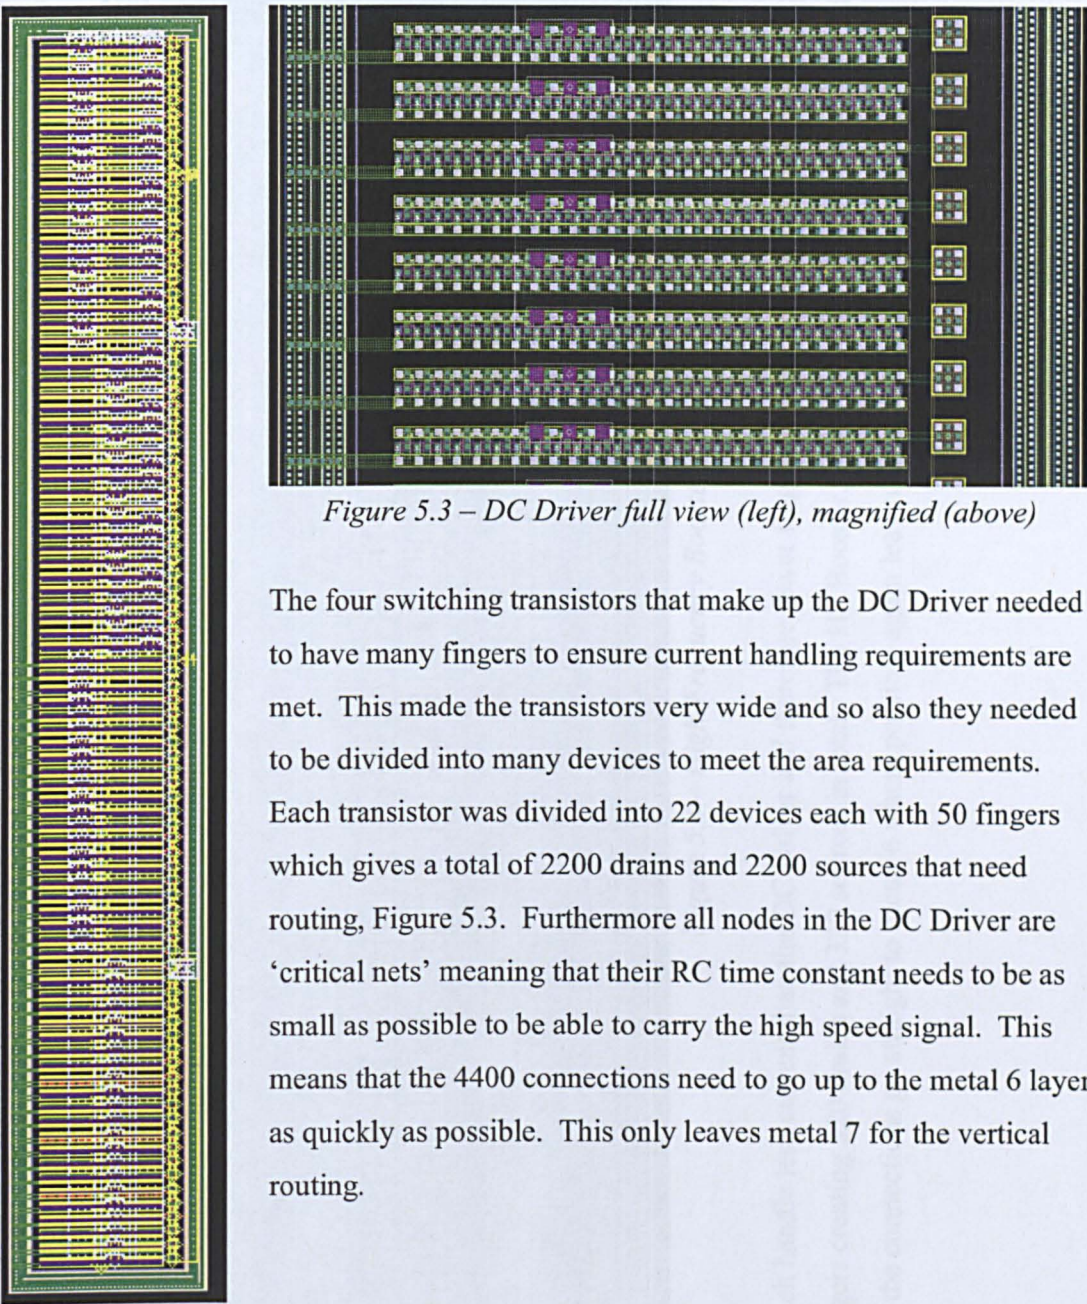 Figure 5.3 – DC Driver full view (left), magnified (above)
The four switching transistors that make up the DC Driver needed
to have many fingers to ensure current handling requirements are
met. This made the transistors very wide and so also they needed
to be divided into many devices to meet the area requirements.
Each transistor was divided into 22 devices each with 50 fingers
which gives a total of 2200 drains and 2200 sources that need
routing, Figure 5.3. Furthermore all nodes in the DC Driver are
‘critical nets’ meaning that their RC time constant needs to be as
small as possible to be able to carry the high speed signal. This
means that the 4400 connections need to go up to the metal 6 layer
as quickly as possible. This only leaves metal 7 for the vertical
routing.